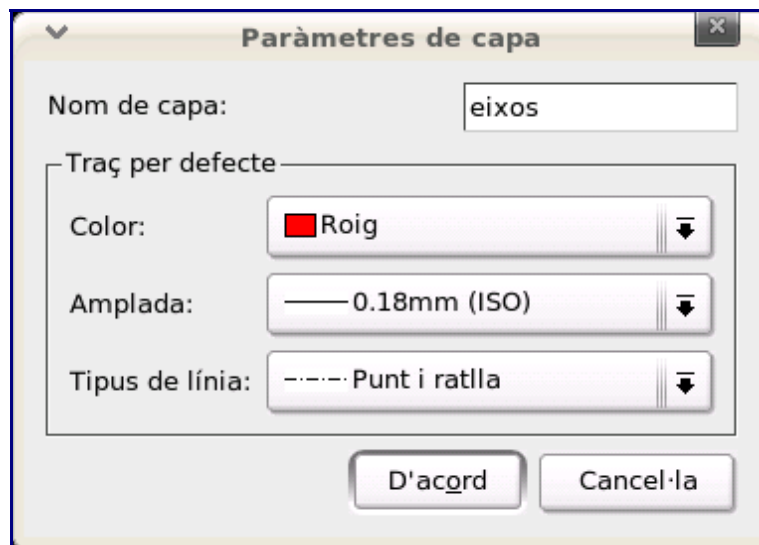 Paràmetres de capa
Nom de capa: eixos
Traç per defecte
Color: Roig
Amplada: 0.18mm (ISO)
Tipus de línia: Punt i ratlla
D'acord Cancel·la